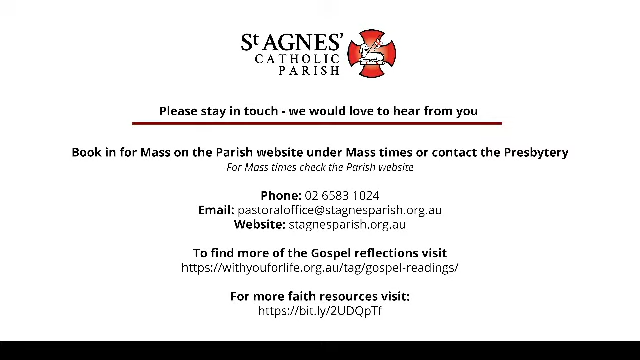 St AGNES'
CATHOLIC
PARISH
Please stay in touch - we would love to hear from you
Book in for Mass on the Parish website under Mass times or contact the Presbytery
For Mass times check the Parish website
Phone: 02 6583 1024
Email: pastoraloffice@stagnesparish.org.au
Website: stagnesparish.org.au
To find more of the Gospel reflections visit
https://withyouforlife.org.au/tag/gospel-readings/
For more faith resources visit:
https://bit.ly/2UDQpTf